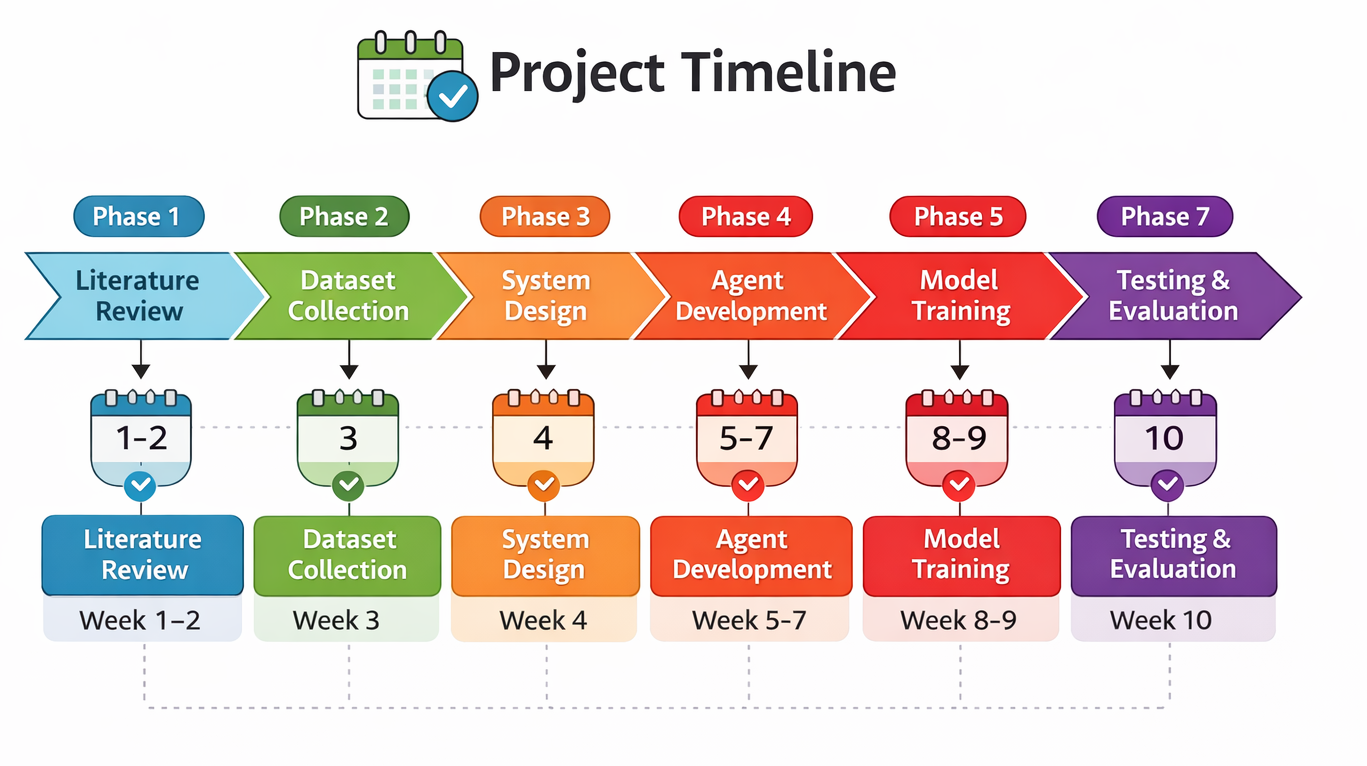 Project Timeline
Phase 1
Phase 2
Phase 3
Phase 4
Phase 5
Phase 7
Literature
Review
Dataset
Collection
System
Design
Agent
Development
Model
Training
Testing &
Evaluation
1–2
3
4
5-7
8-9
10
Literature
Review
Dataset
Collection
System
Design
Agent
Development
Model
Training
Testing &
Evaluation
Week 1–2
Week 3
Week 4
Week 5-7
Week 8-9
Week 10